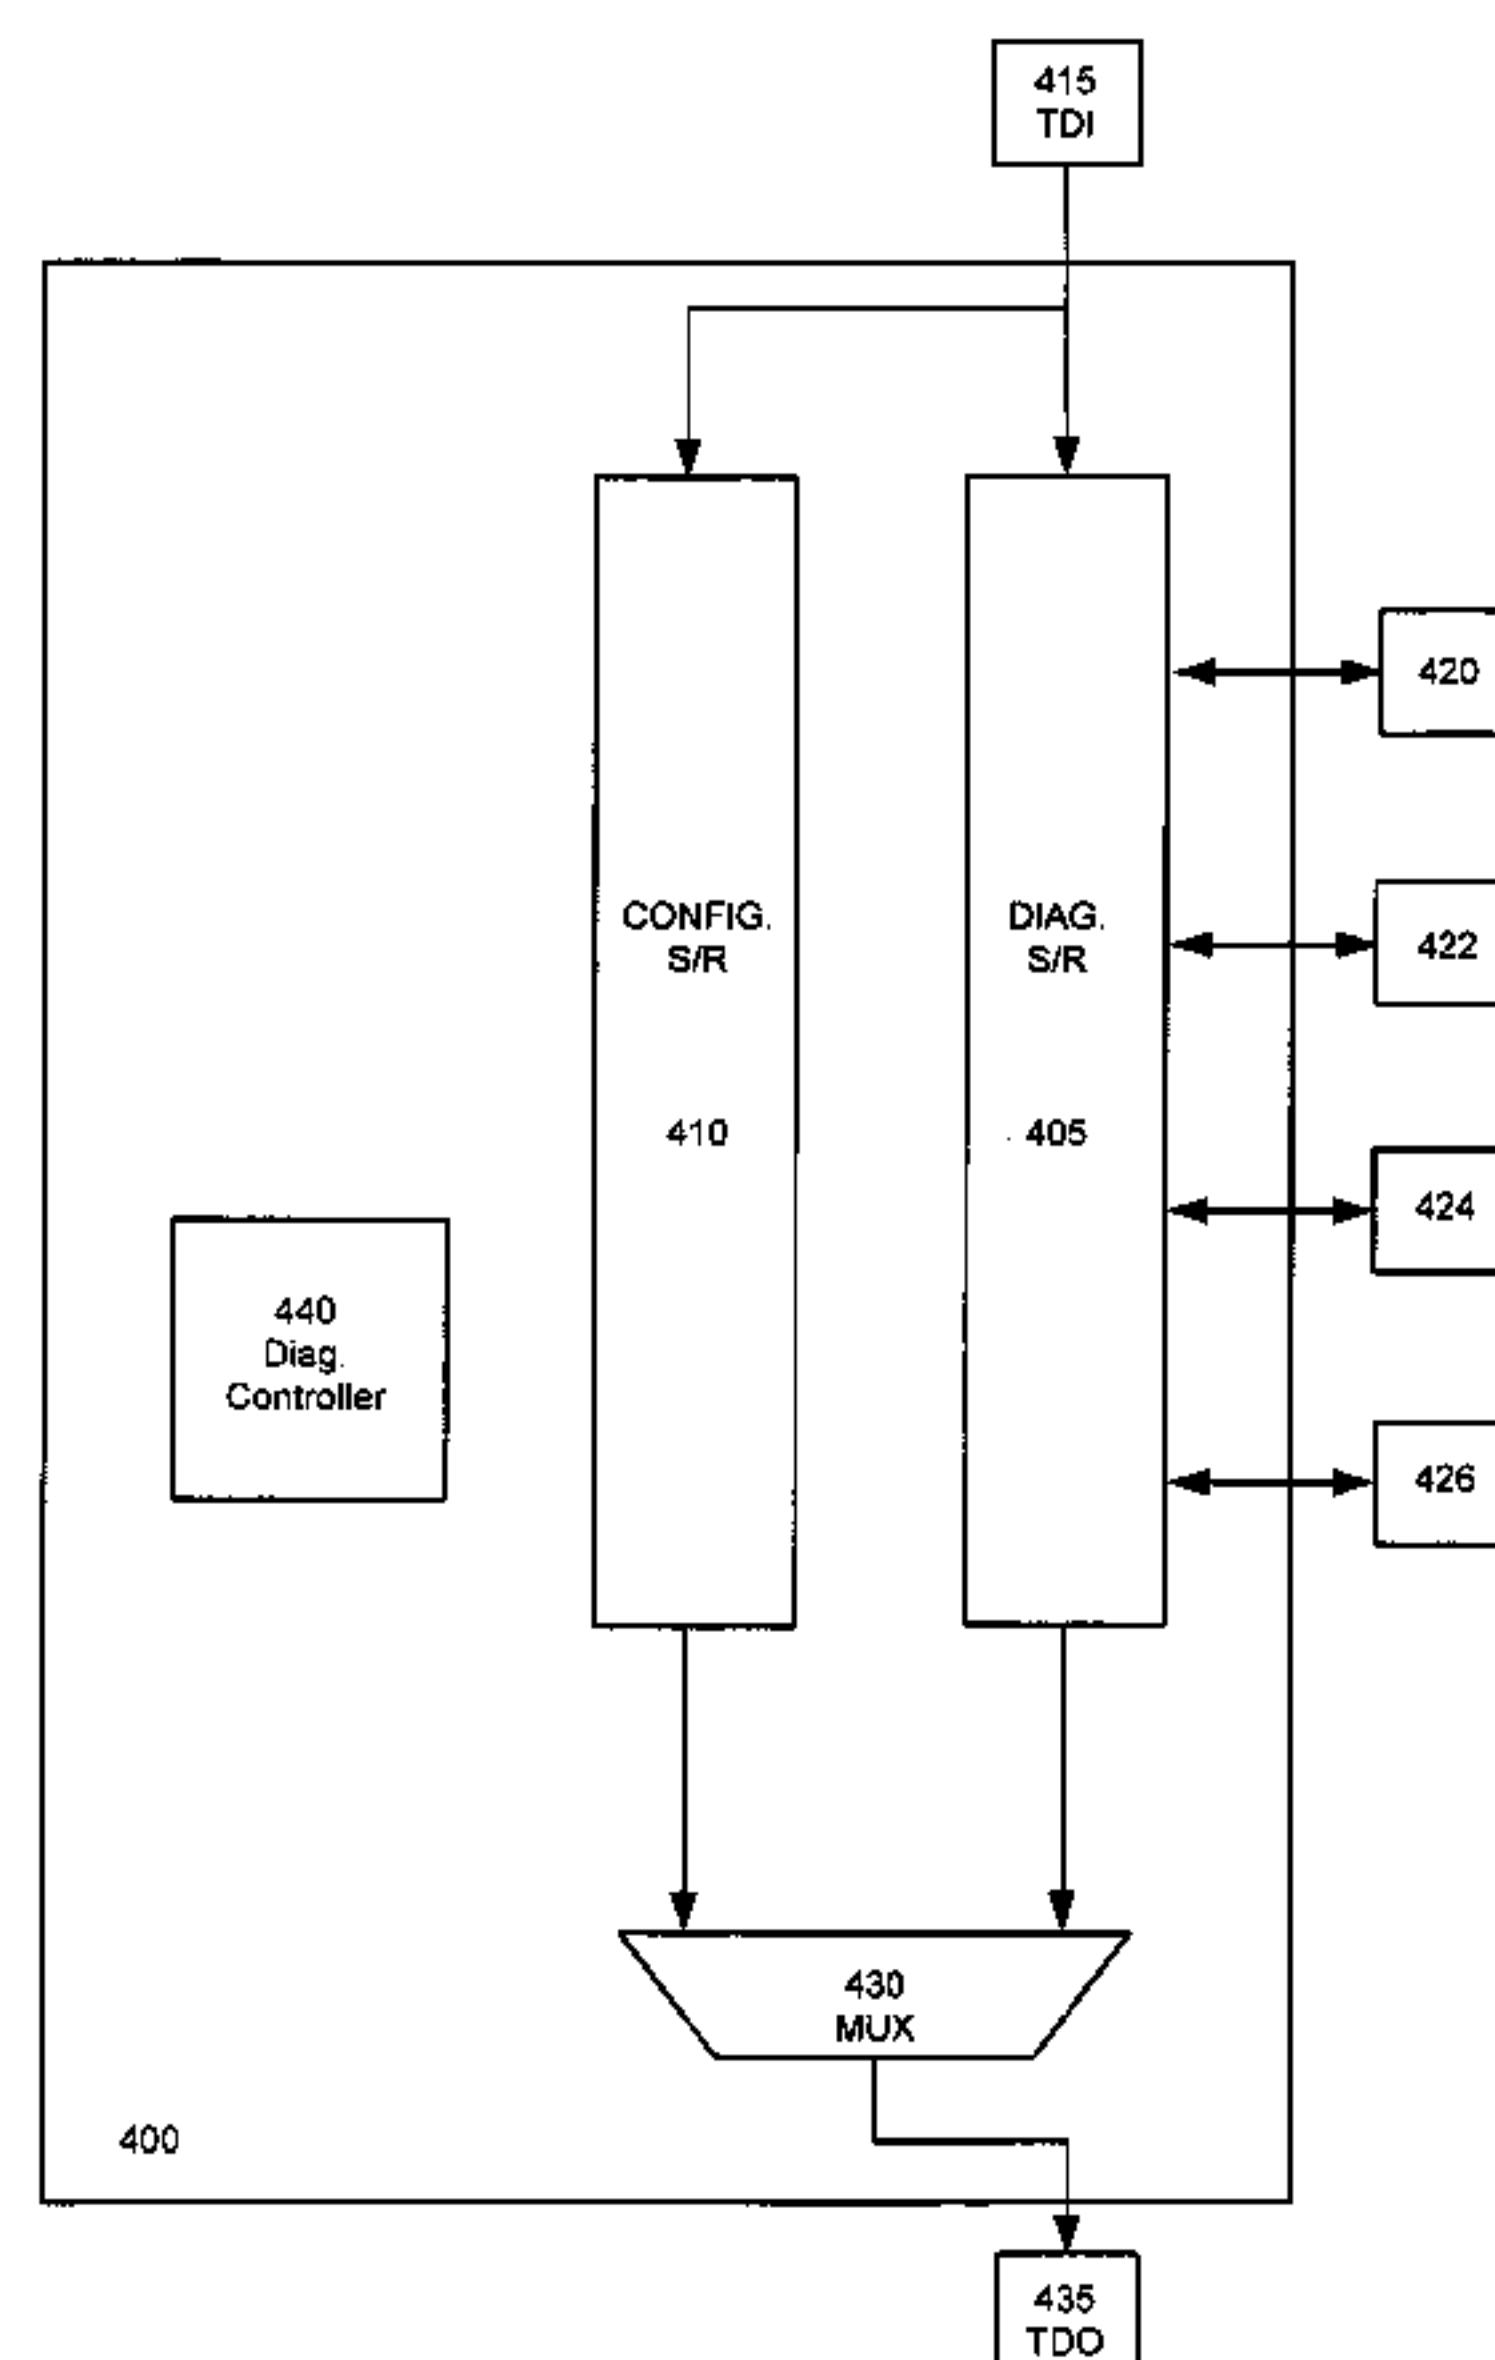 415
TDI
420
CONFIG.
S/R
DIAG.
S/R
422
410
405
424
440
Diag.
Controller
426
430
MUX
400
435
TDO